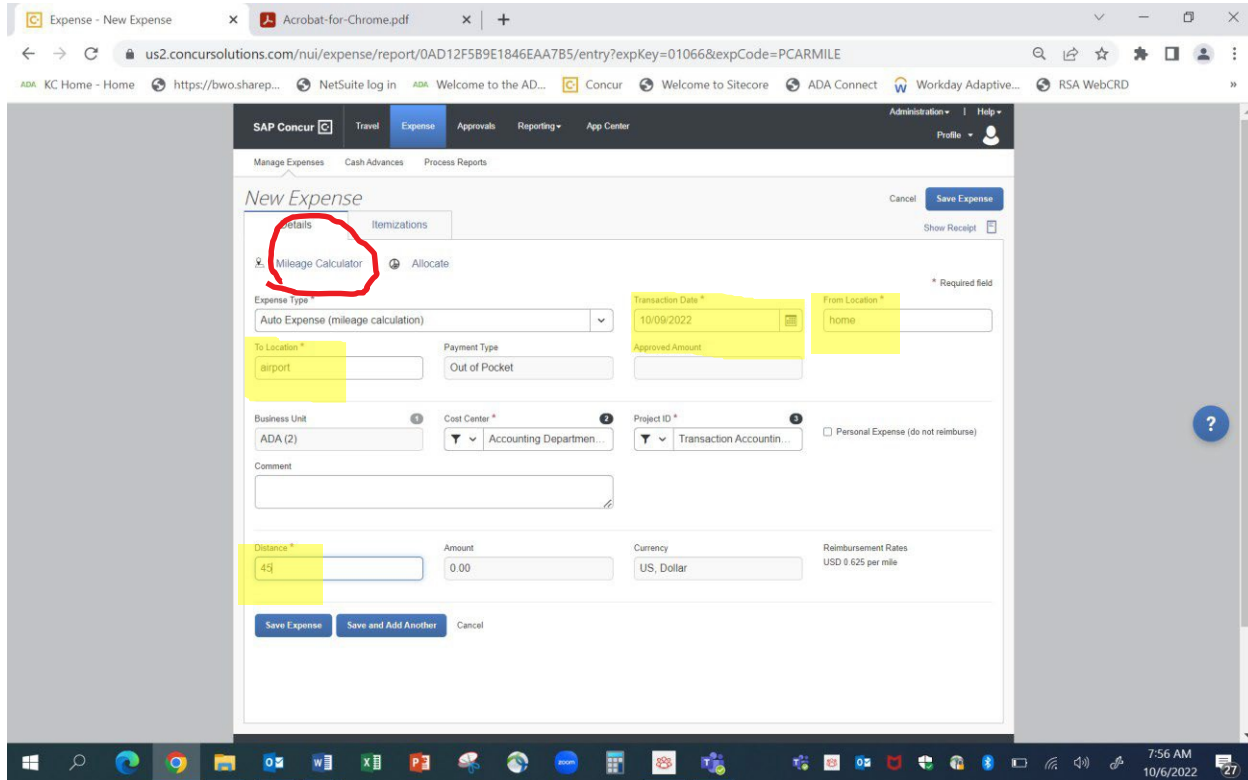 Expense - New Expense
Acrobat-for-Chrome.pdf
us2.concursolutions.com/nui/expense/report/0AD12F5B9E1846EAA7B5/entry?expKey=01066&expCode=PCARMILE
ADA KC Home - Home https://bwo.sharep... NetSuite log in ADA Welcome to the AD... Concur Welcome to Sitecore ADA Connect Workday Adaptive... RSA WebCRD »
Administration | Help
SAP Concur C Travel Expense Approvals Reporting App Center
Profile
Manage Expenses Cash Advances Process Reports
New Expense
Cancel Save Expense
Details Itemizations
Show Receipt
Mileage Calculator Allocate
* Required field
Expense Type * Transaction Date * From Location *
Auto Expense (mileage calculation) 10/09/2022 home
To Location * Payment Type Approved Amount
airport Out of Pocket
Business Unit 1 Cost Center * 2 Project ID * 3
ADA (2) Accounting Departmen... Transaction Accountin... Personal Expense (do not reimburse)
?
Comment
Distance * Amount Currency Reimbursement Rates
45 0.00 US, Dollar USD 0.625 per mile
Save Expense Save and Add Another Cancel
zoom
7:56 AM
10/6/2022
27